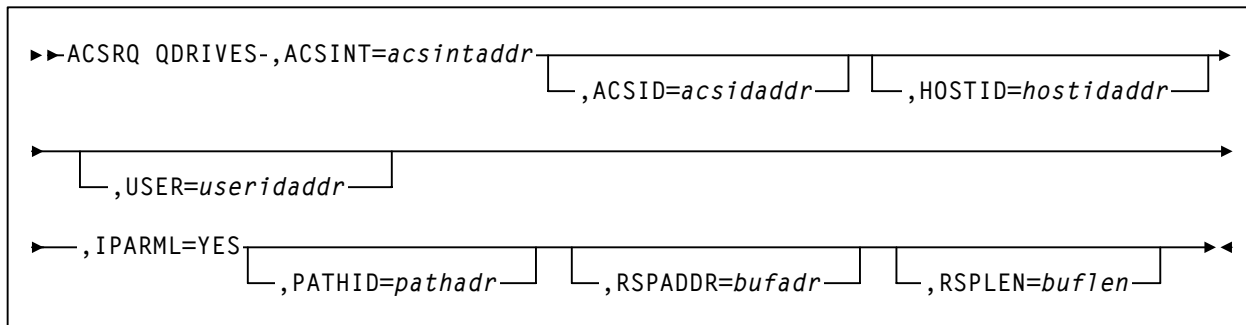 ACSRQ QDRIVES-,ACSINT=acsintaddr
,ACSID=acsidaddr
,HOSTID=hostidaddr
,USER=useridaddr
,IPARML=YES
,PATHID=pathadr
,RSPADDR=bufadr
,RSPLEN=buflen